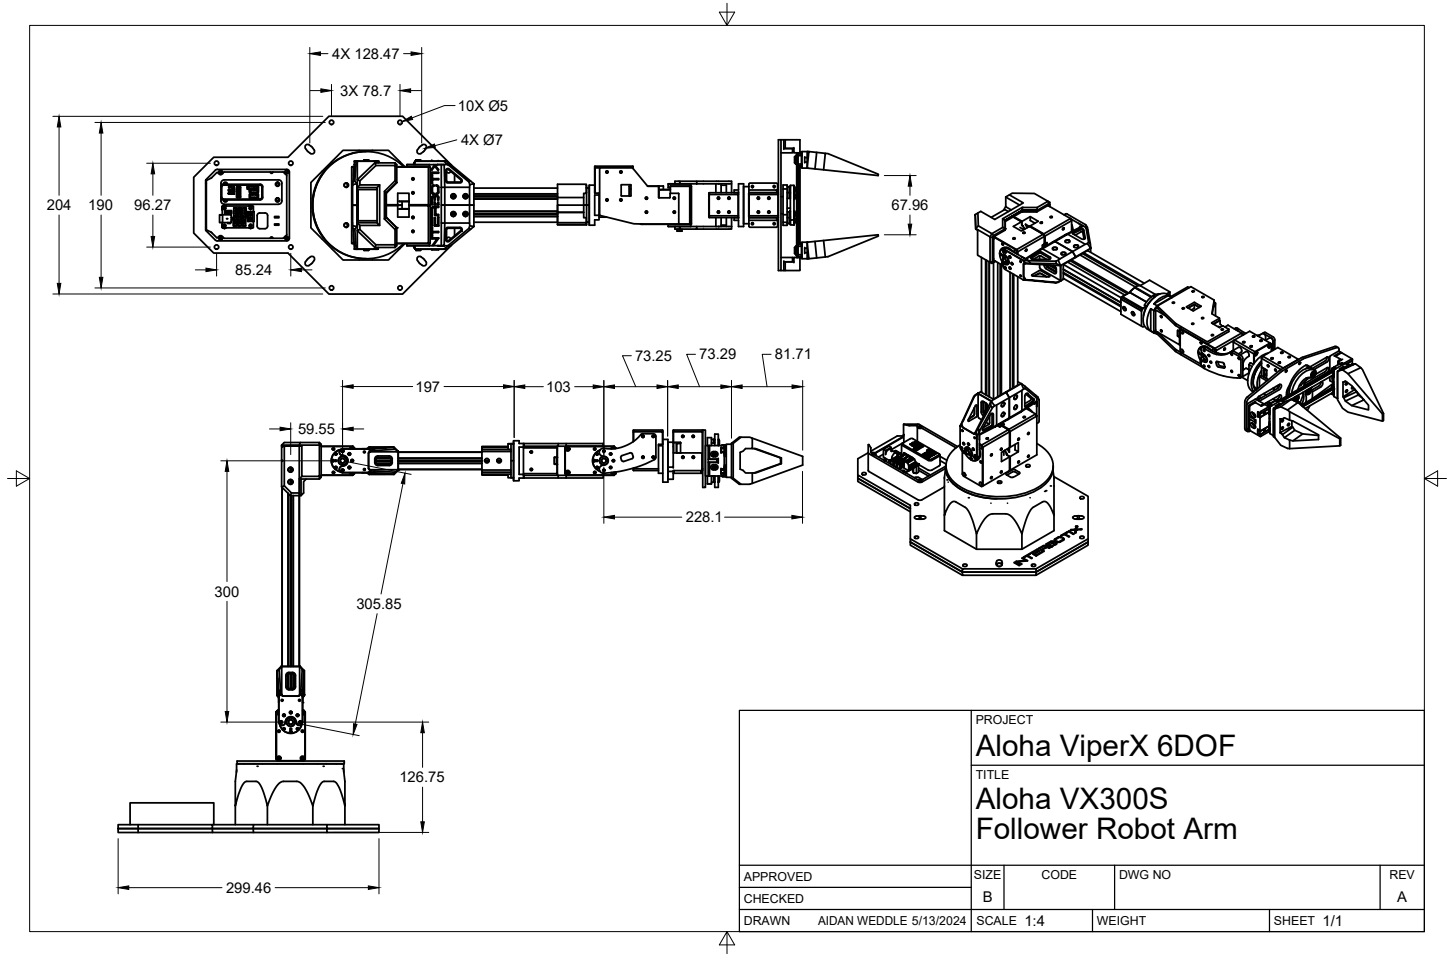 4X 128.47
3X 78.7
10X Ø5
4X Ø7
204
190
96.27
85.24
67.96
73.25
73.29
81.71
197
103
59.55
228.1
300
305.85
126.75
299.46
INTERBOTIX
PROJECT
Aloha ViperX 6DOF
TITLE
Aloha VX300S
Follower Robot Arm
APPROVED
CHECKED
DRAWN AIDAN WEDDLE 5/13/2024
SIZE
B
CODE
DWG NO
REV
A
SCALE 1:4
WEIGHT
SHEET 1/1